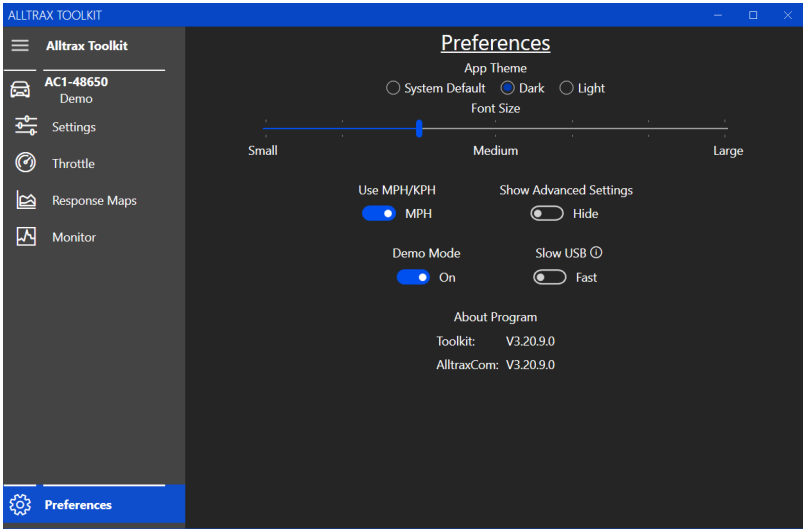 ALLTRAX TOOLKIT
Alltrax Toolkit
AC1-48650
Demo
Settings
Throttle
Response Maps
Monitor
Preferences
Preferences
App Theme
System Default Dark Light
Font Size
Small Medium Large
Use MPH/KPH Show Advanced Settings
MPH Hide
Demo Mode Slow USB
On Fast
About Program
Toolkit: V3.20.9.0
AlltraxCom: V3.20.9.0